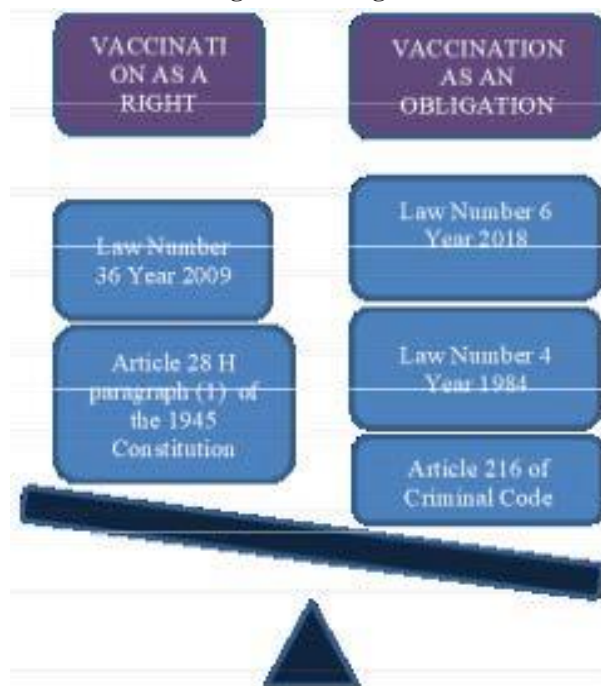 VACCINATI
ON AS A
RIGHT
VACCINATION
AS AN
OBLIGATION
Law Number
36 Year 2009
Article 28 H
paragraph (1) of
the 1945
Constitution
Law Number 6
Year 2018
Law Number 4
Year 1984
Article 216 of
Criminal Code